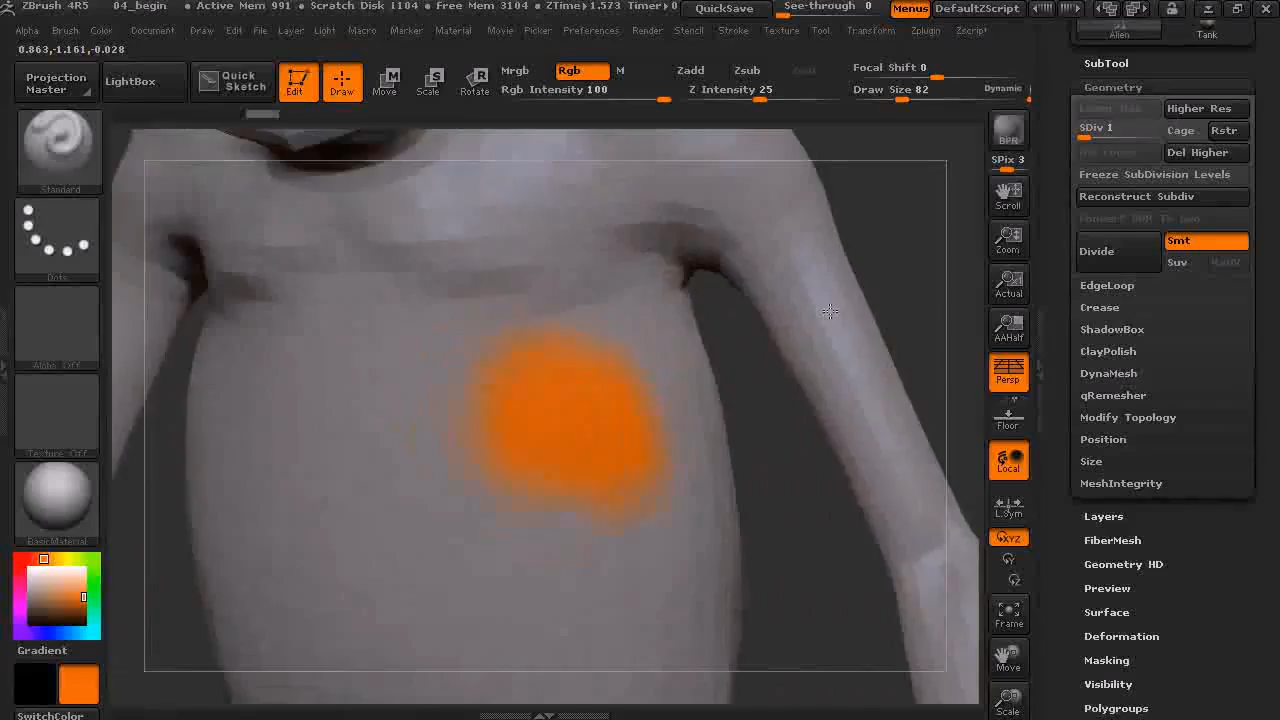 ZBrush 4R5 04_begin • Active Mem 991 • Scratch Disk 1104 • Free Mem 3104 • ZTime▸1.573 Timer▸0 QuickSave See-through 0 Menus DefaultZScript
Alpha Brush Color Document Draw Edit File Layer Light Macro Marker Material Movie Picker Preferences Render Stencil Stroke Texture Tool Transform Zplugin Zscript
0.863,-1.161,-0.028
Projection Master
LightBox
Quick Sketch
Edit
Draw
Move
Scale
Rotate
Mrgb Rgb M
Rgb Intensity 100
Zadd Zsub
Z Intensity 25
Focal Shift 0
Draw Size 82 Dynamic
Standard
Dots
Alpha Off
Texture Off
BasicMaterial
Gradient
SwitchColor
BPR
SPix 3
Scroll
Zoom
Actual
AAHalf
Persp
Floor
Local
L.Sym
XYZ
Frame
Move
Scale
Alien Tank
SubTool
Geometry
Higher Res
SDiv 1 Cage Rstr
Del Higher
Freeze SubDivision Levels
Reconstruct Subdiv
Divide Smt
Suv
EdgeLoop
Crease
ShadowBox
ClayPolish
DynaMesh
qRemesher
Modify Topology
Position
Size
MeshIntegrity
Layers
FiberMesh
Geometry HD
Preview
Surface
Deformation
Masking
Visibility
Polygroups